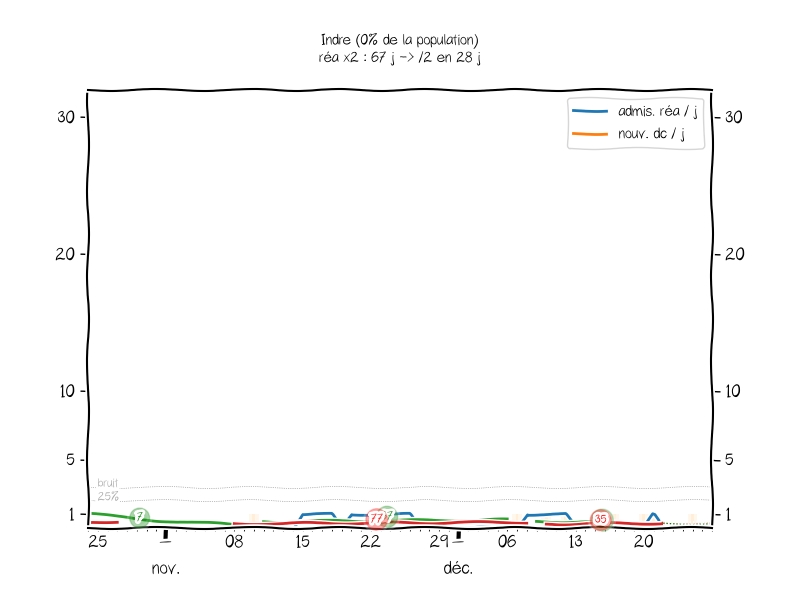 Indre (0% de la population)
réa x2 : 67 j -> /2 en 28 j
admis. réa / j
nouv. dc / j
30 30
20 20
10 10
5 5
bruit
25%
1 7 77 7 35 1
25 08 15 22 29 06 13 20
nov. déc.